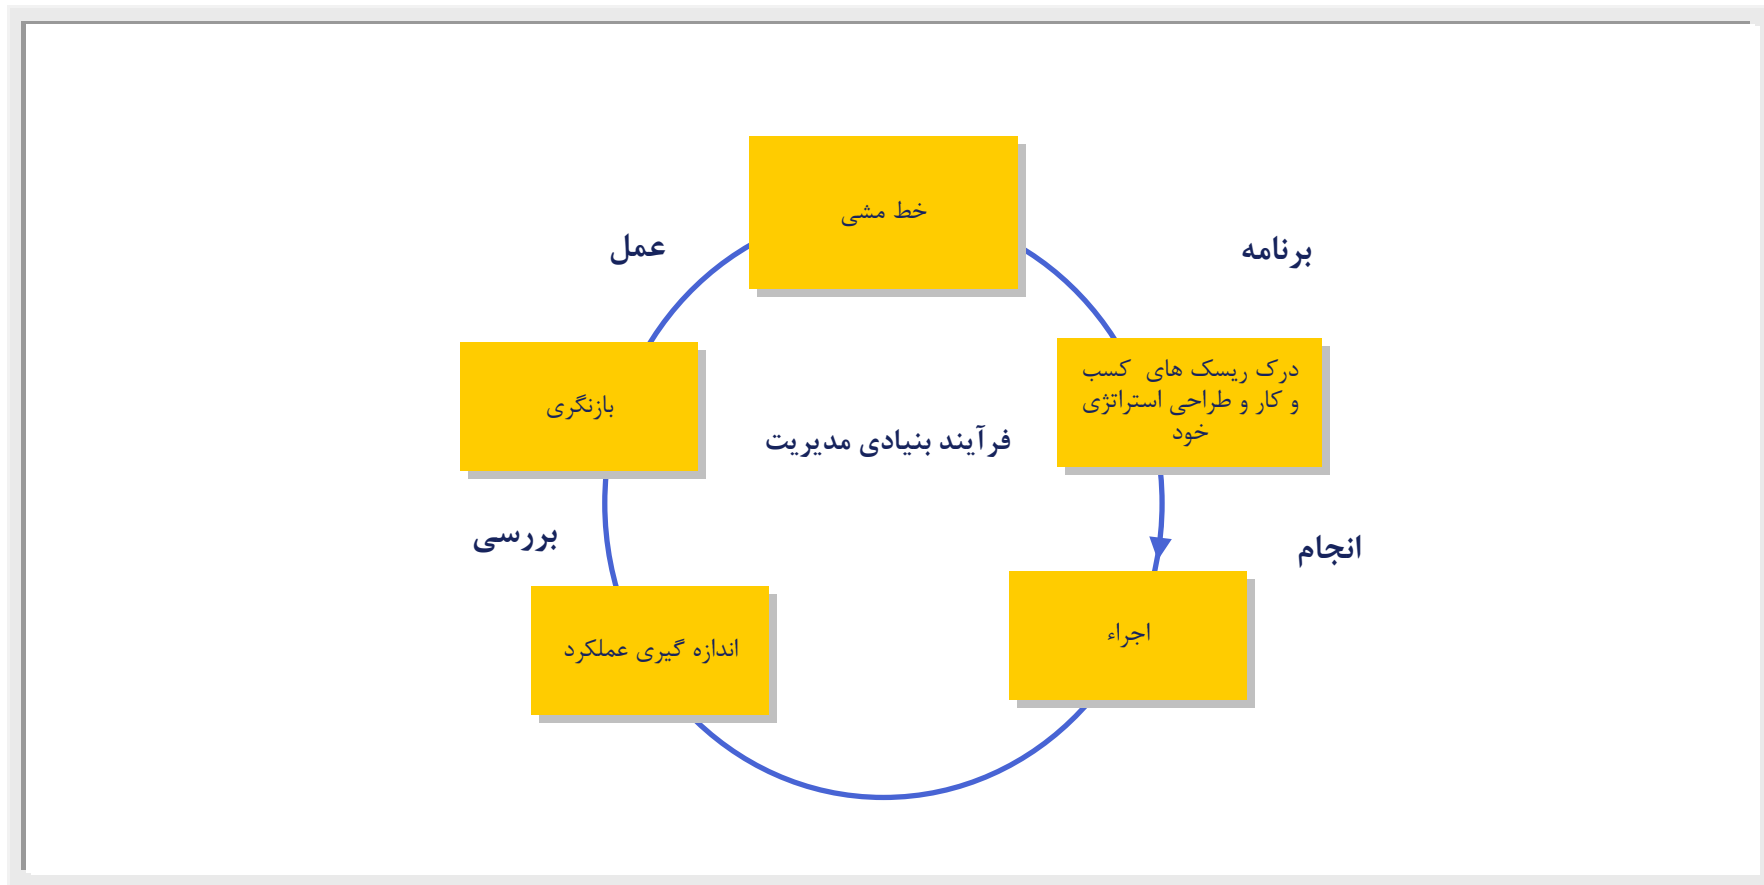 خط مشی
عمل
برنامه
درک ریسک های  کسب
و کار و طراحی استراتژی
خود
بازنگری
فرآیند بنیادی مدیریت
بررسی
انجام
اجراء
اندازه گیری عملکرد